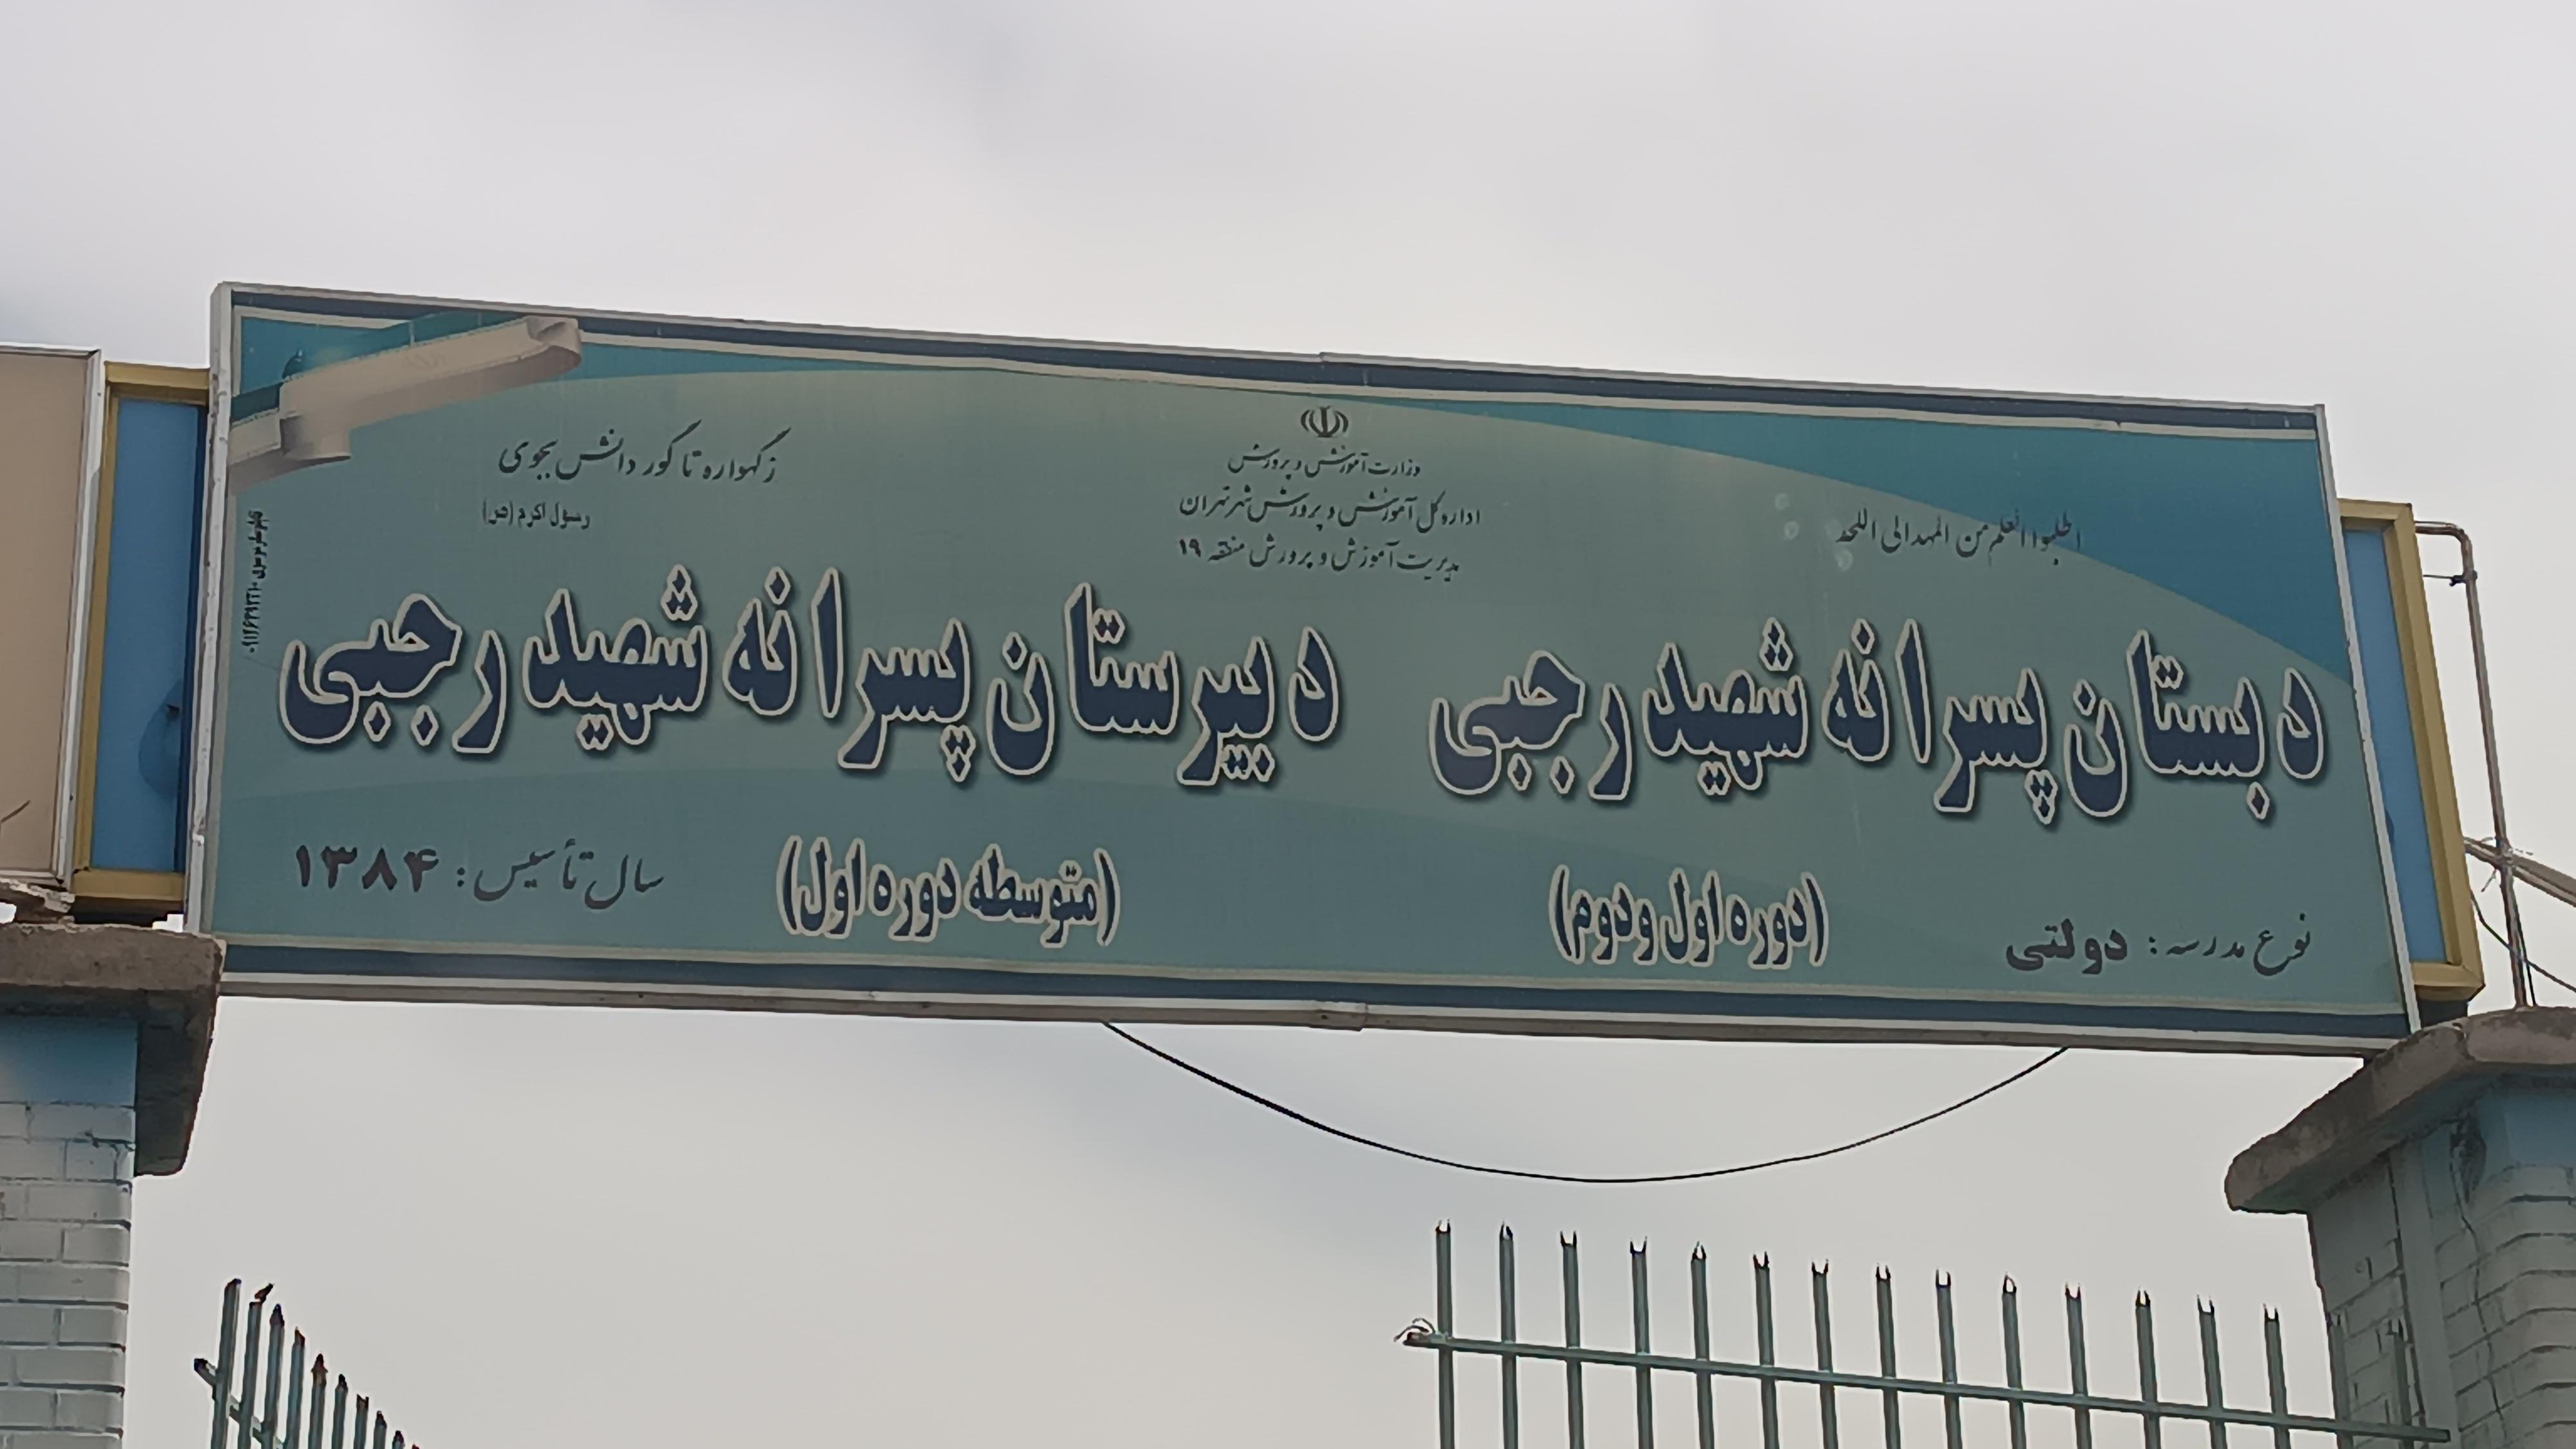 وزارت آموزش و پرورش
اداره کل آموزش و پرورش شهر تهران
مدیریت آموزش و پرورش منطقه ۱۹
اطلبوا العلم من المهد الی اللحد
ز گهواره تا گور دانش بجوی
رسول اکرم (ص)
دبستان پسرانه شهید رجبی
(دوره اول و دوم)
نوع مدرسه: دولتی
دبیرستان پسرانه شهید رجبی
(متوسطه دوره اول)
سال تأسیس: ۱۳۸۴